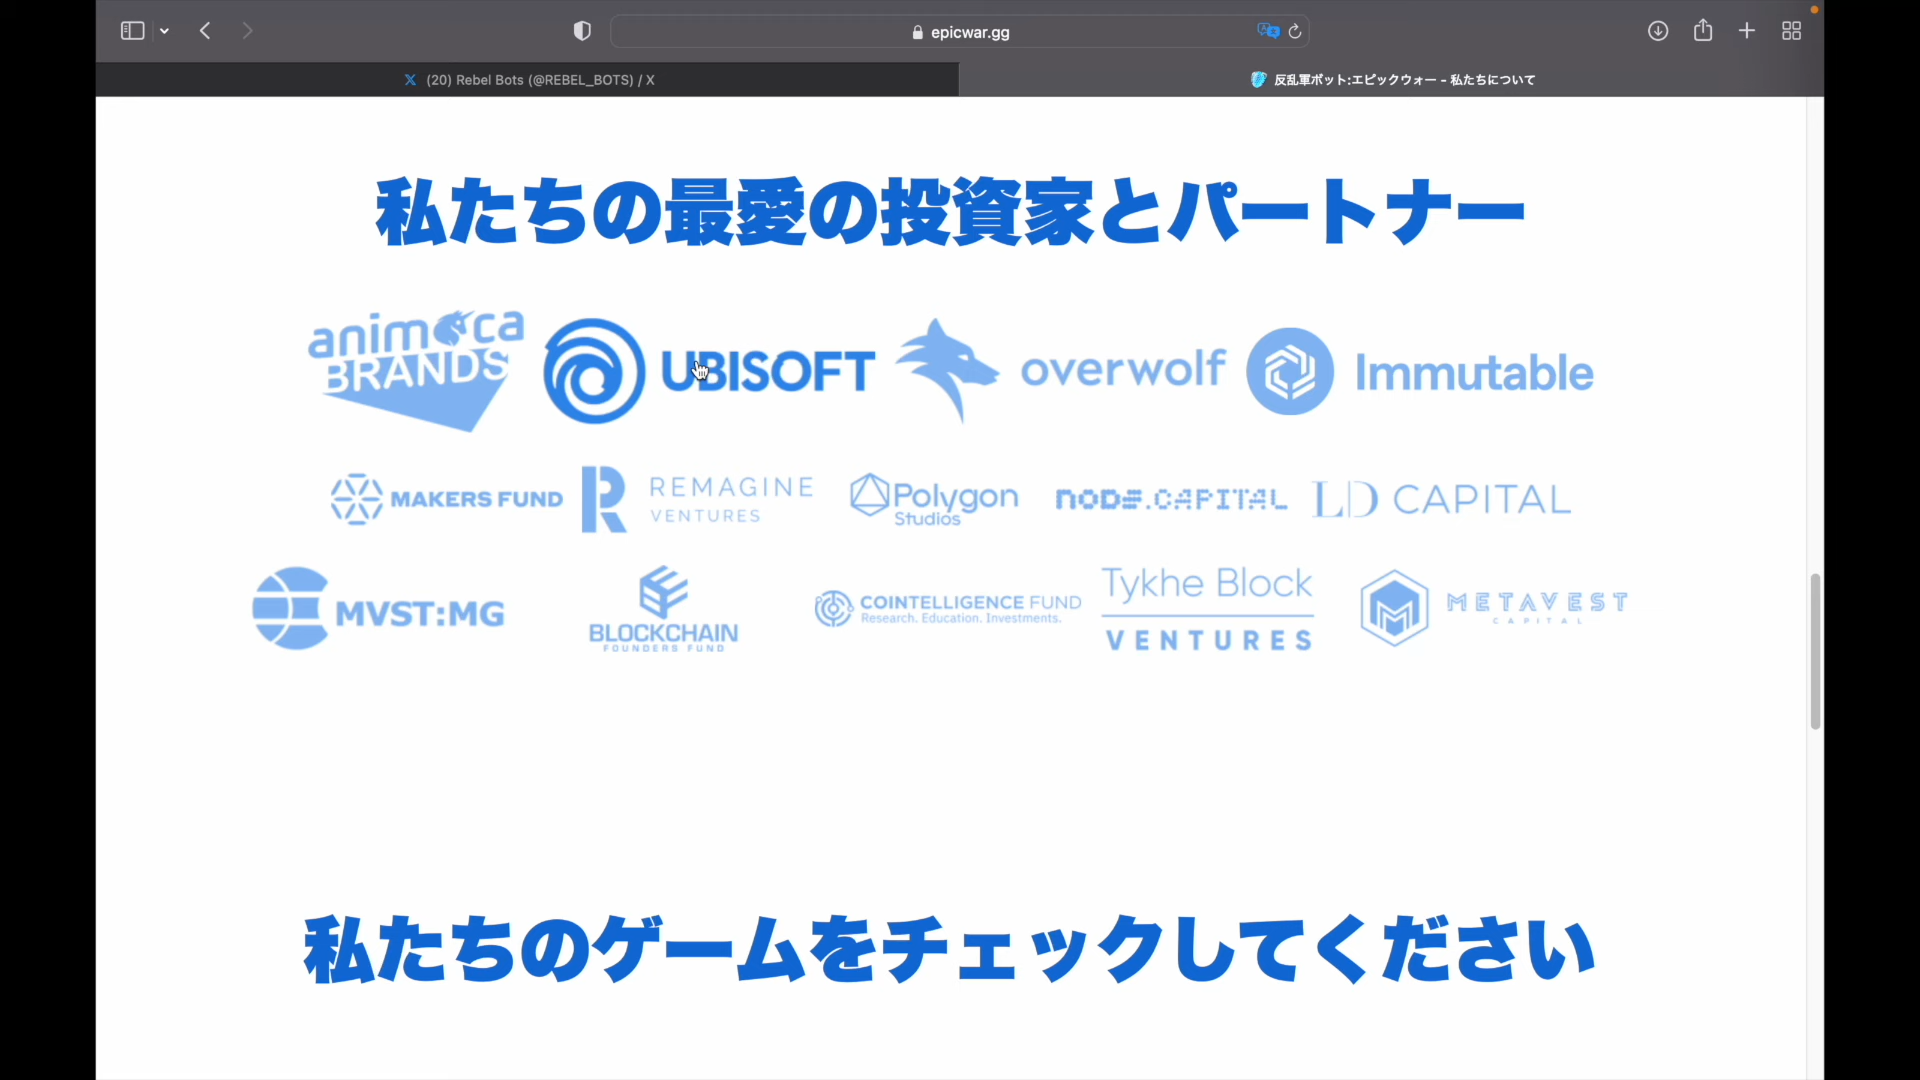 epicwar.gg
(20) Rebel Bots (@REBEL_BOTS) / X
反乱軍ボット:エピックウォー - 私たちについて
私たちの最愛の投資家とパートナー
animoca BRANDS
UBISOFT
overwolf
Immutable
MAKERS FUND
REMAGINE VENTURES
Polygon Studios
NODE.CAPITAL
LD CAPITAL
MVST:MG
BLOCKCHAIN FOUNDERS FUND
COINTELLIGENCE FUND
Research. Education. Investments.
Tykhe Block VENTURES
METAVEST CAPITAL
私たちのゲームをチェックしてください